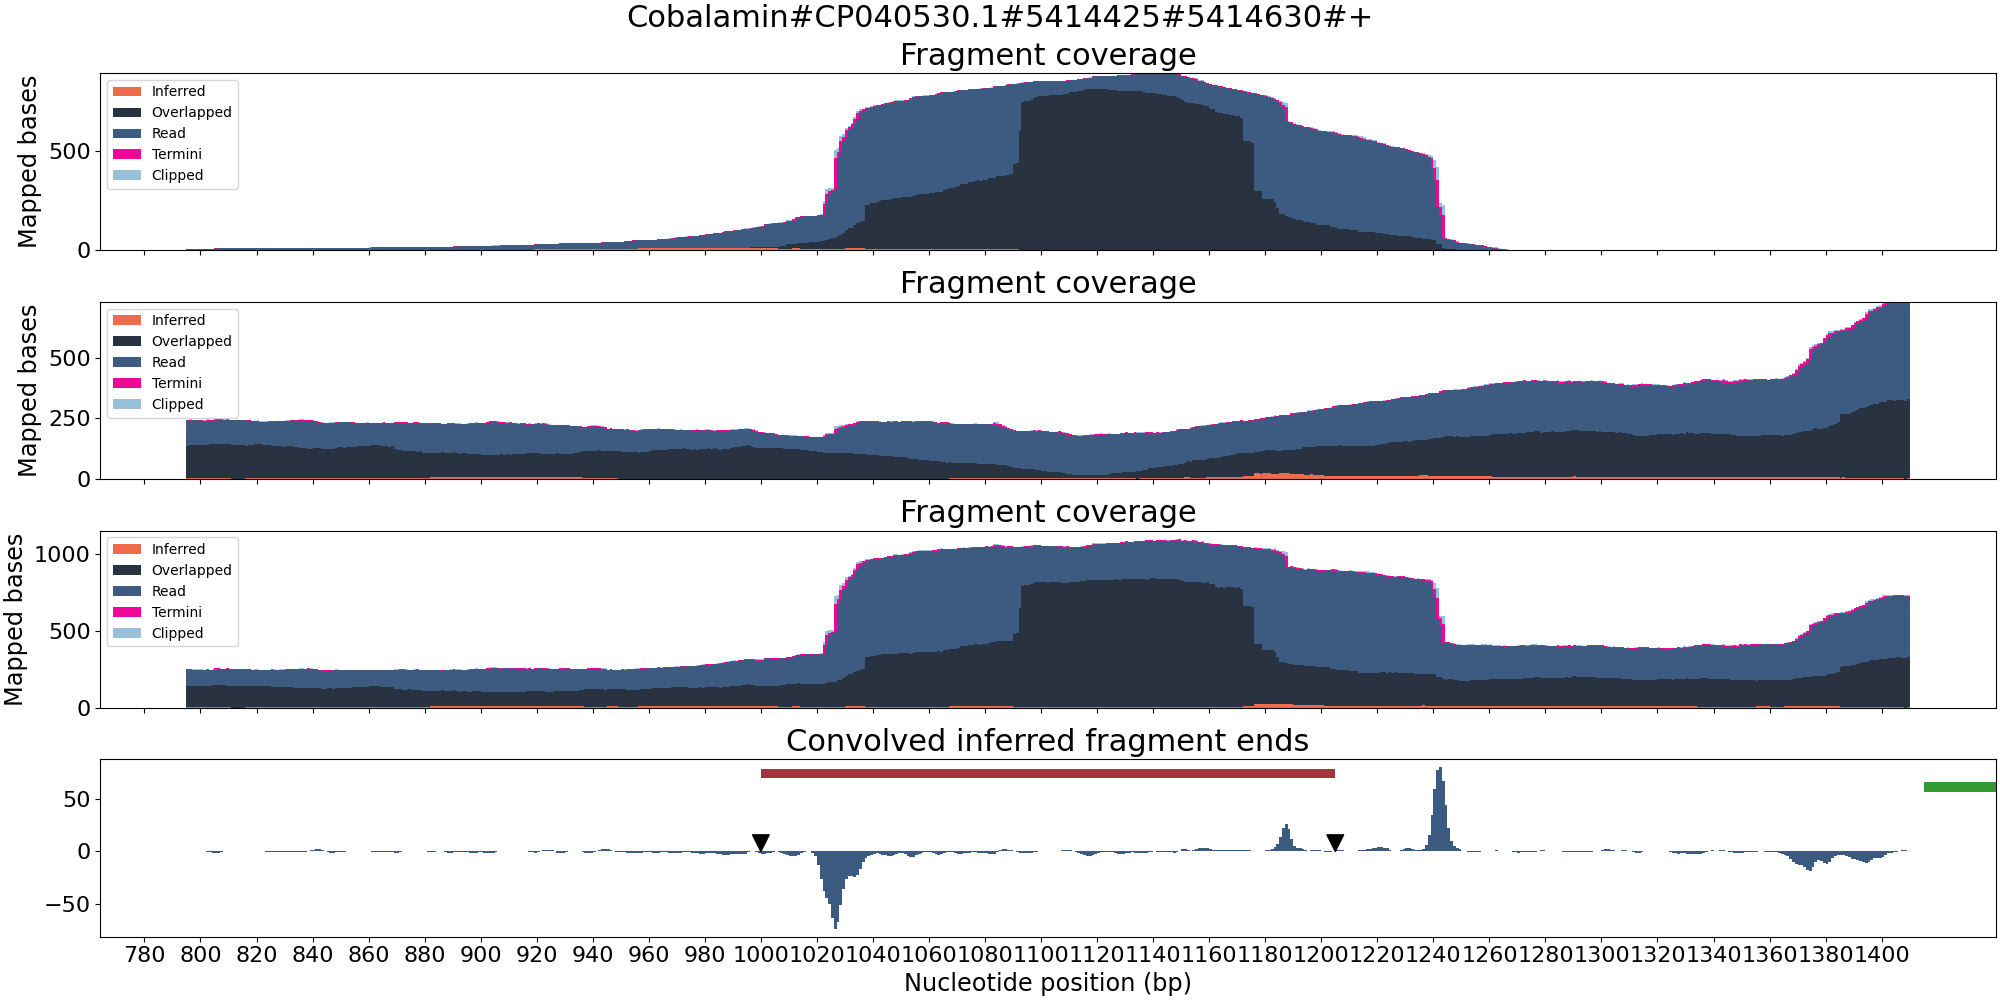 Cobalamin#CP040530.1#5414425#5414630#+
Fragment coverage
Mapped bases
500
0
Inferred
Overlapped
Read
Termini
Clipped
Fragment coverage
Mapped bases
500
250
0
Inferred
Overlapped
Read
Termini
Clipped
Fragment coverage
Mapped bases
1000
500
0
Inferred
Overlapped
Read
Termini
Clipped
Convolved inferred fragment ends
50
0
−50
780 800 820 840 860 880 900 920 940 960 980 1000 1020 1040 1060 1080 1100 1120 1140 1160 1180 1200 1220 1240 1260 1280 1300 1320 1340 1360 1380 1400
Nucleotide position (bp)